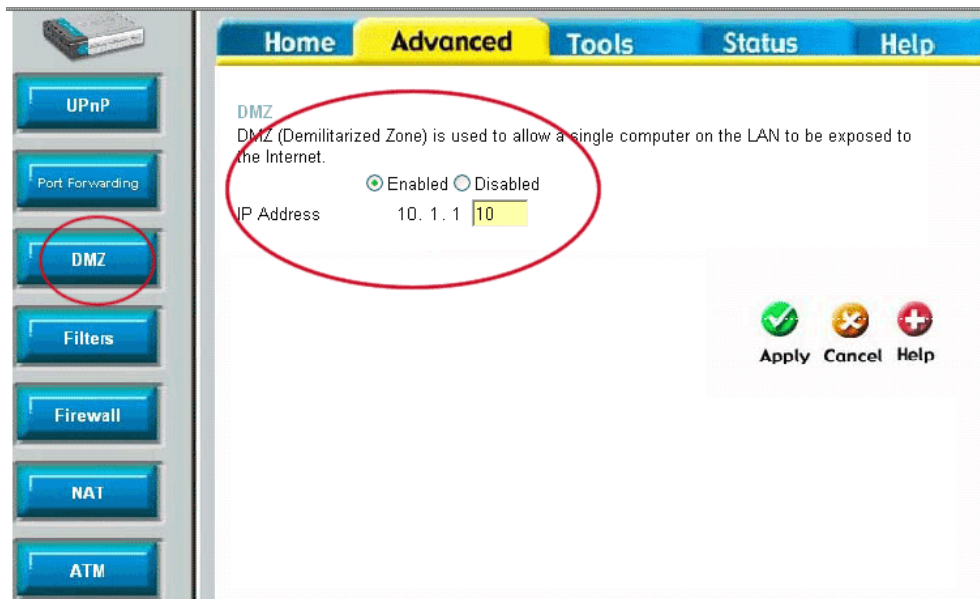 Home Advanced Tools Status Help
UPnP
Port Forwarding
DMZ
Filters
Firewall
NAT
ATM
DMZ
DMZ (Demilitarized Zone) is used to allow a single computer on the LAN to be exposed to
the Internet.
Enabled Disabled
IP Address 10. 1. 1 10
Apply Cancel Help